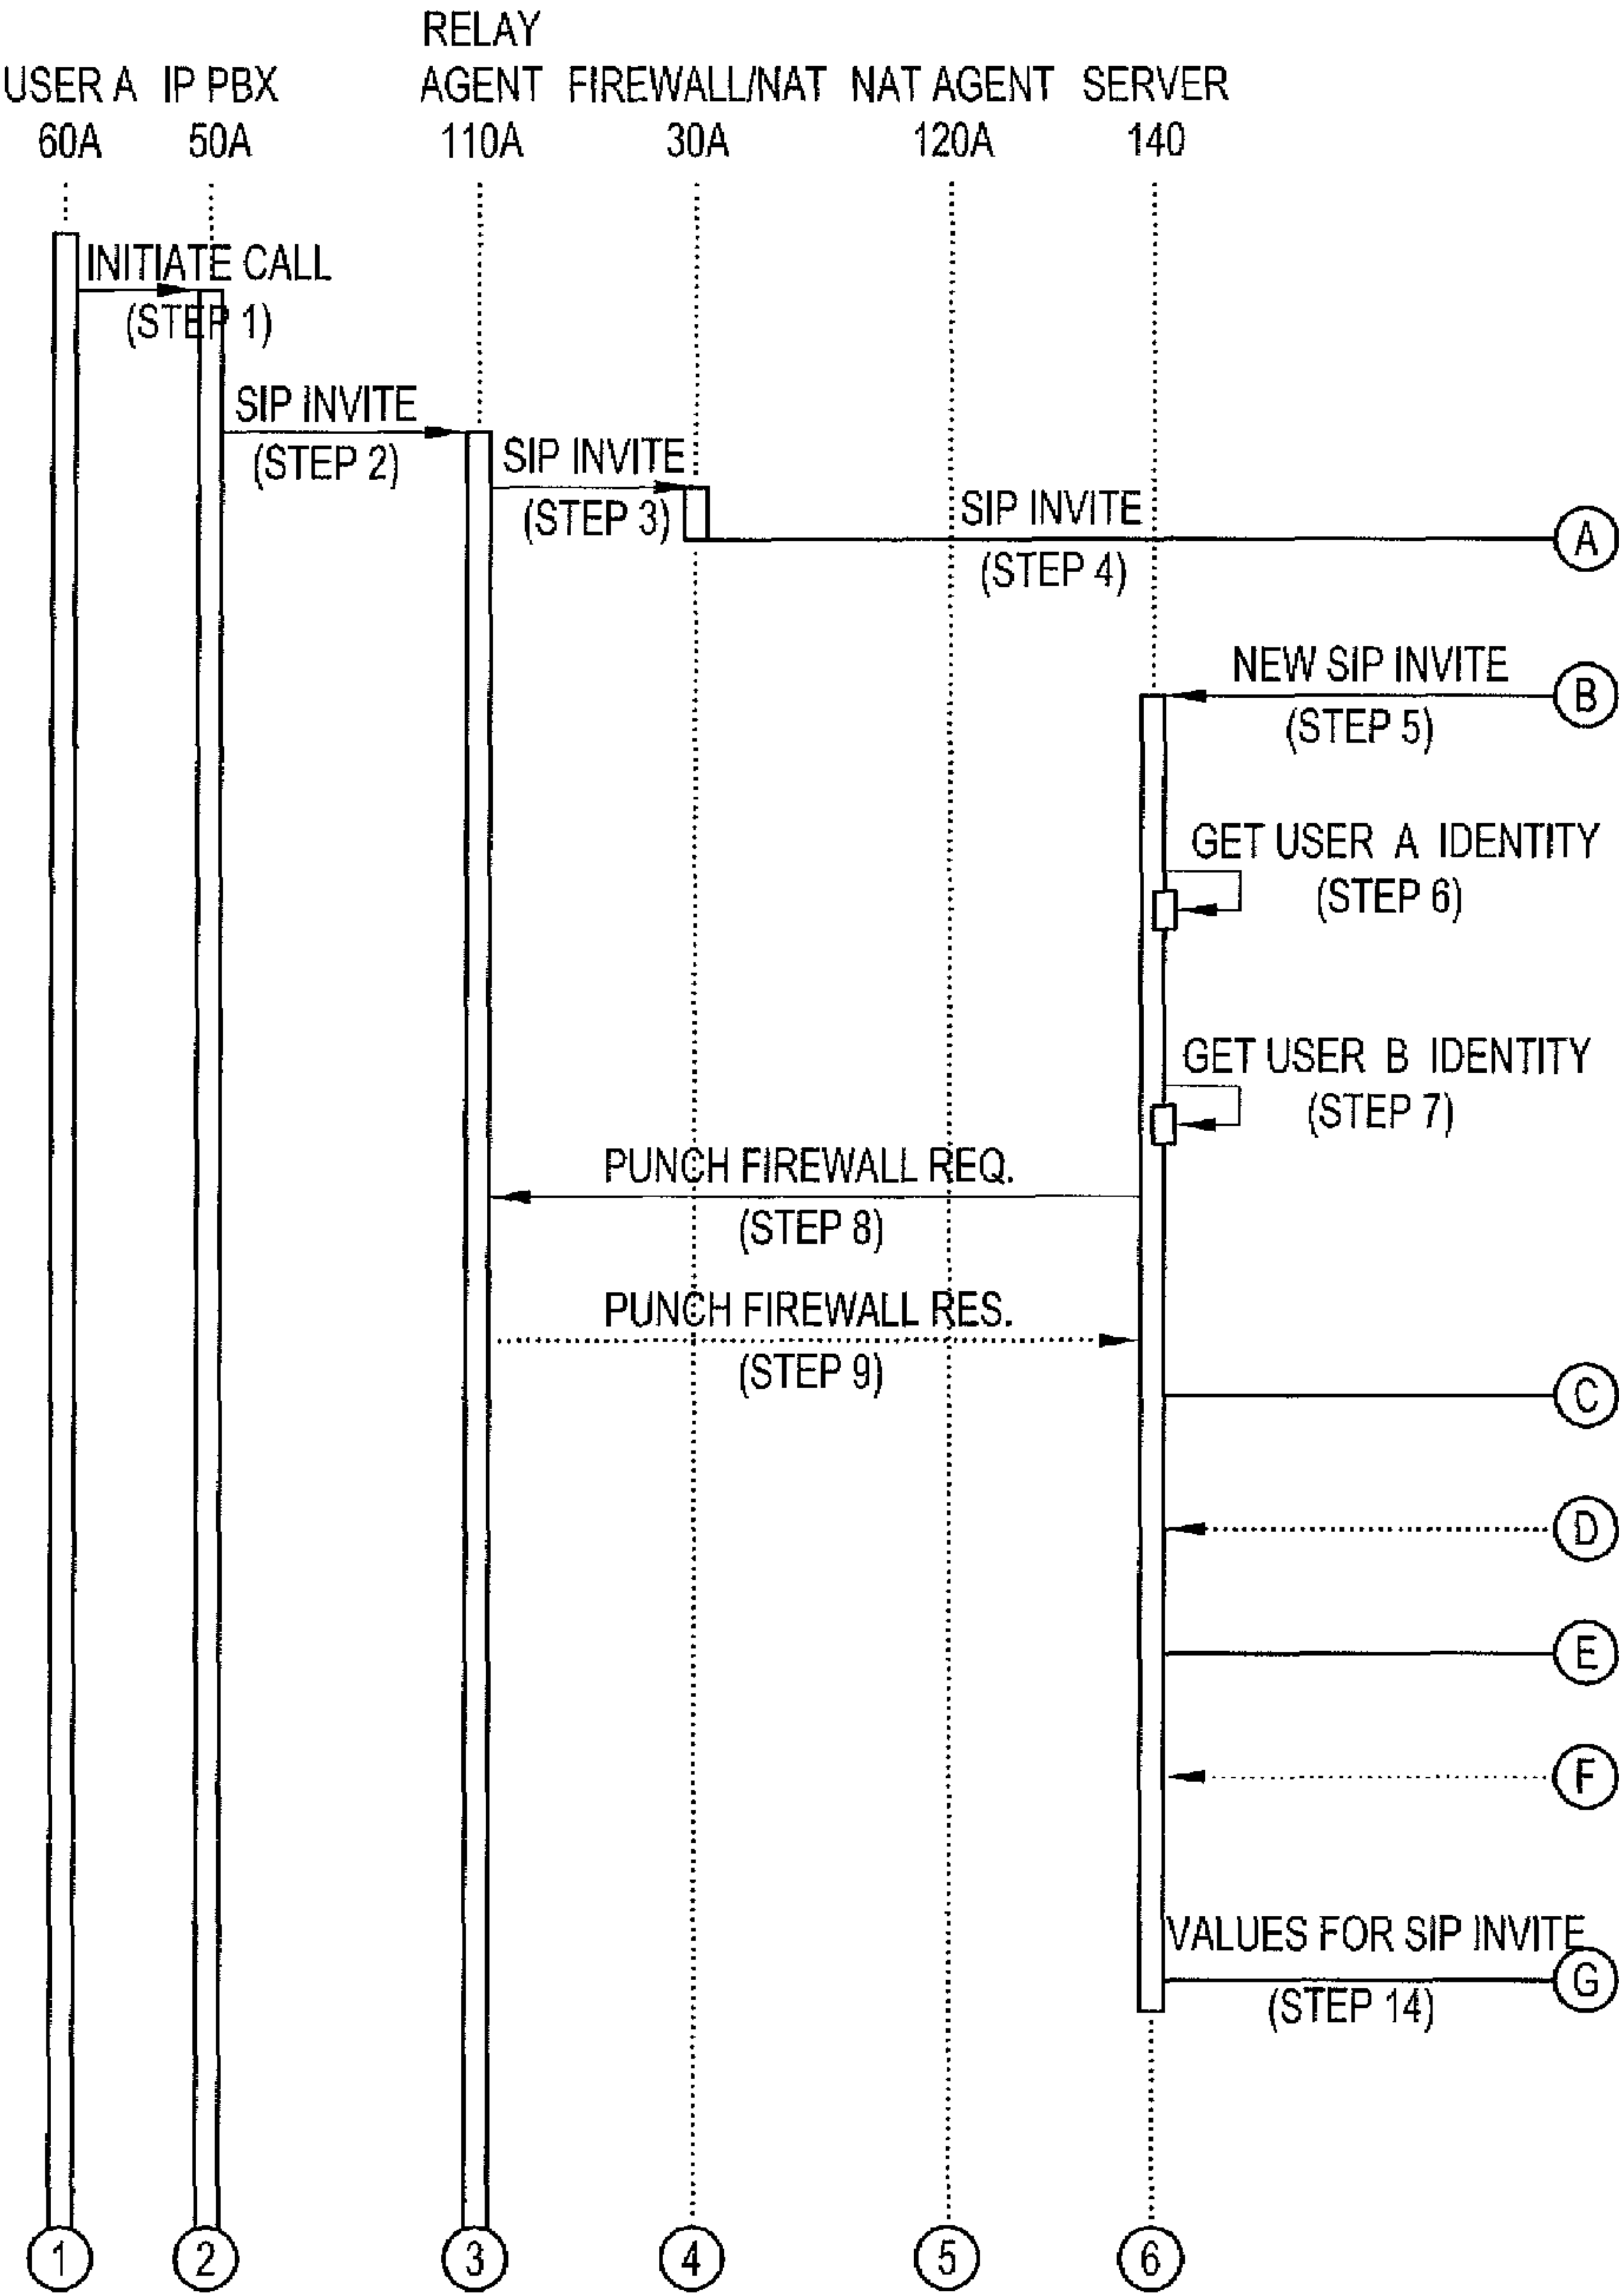 RELAY
USER A IP PBX AGENT FIREWALL/NAT NAT AGENT SERVER
60A 50A 110A 30A 120A 140
INITIATE CALL
(STEP 1)
SIP INVITE
(STEP 2)
SIP INVITE
(STEP 3)
SIP INVITE
(STEP 4)
A
NEW SIP INVITE
(STEP 5)
B
GET USER A IDENTITY
(STEP 6)
GET USER B IDENTITY
(STEP 7)
PUNCH FIREWALL REQ.
(STEP 8)
PUNCH FIREWALL RES.
(STEP 9)
C
D
E
F
VALUES FOR SIP INVITE
(STEP 14)
G
1 2 3 4 5 6